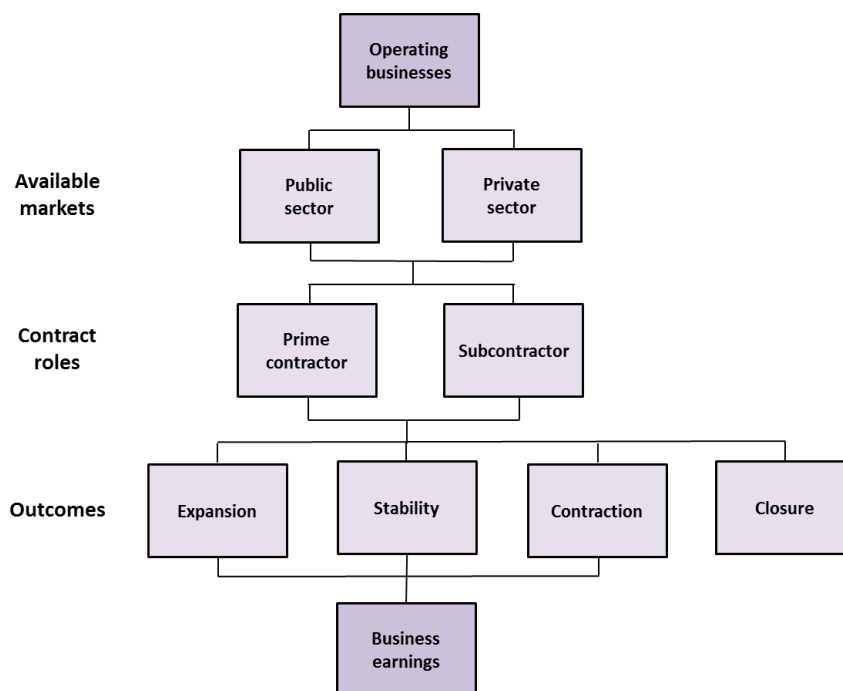 Operating
businesses
Available
markets
Public
sector
Private
sector
Contract
roles
Prime
contractor
Subcontractor
Outcomes
Expansion
Stability
Contraction
Closure
Business
earnings